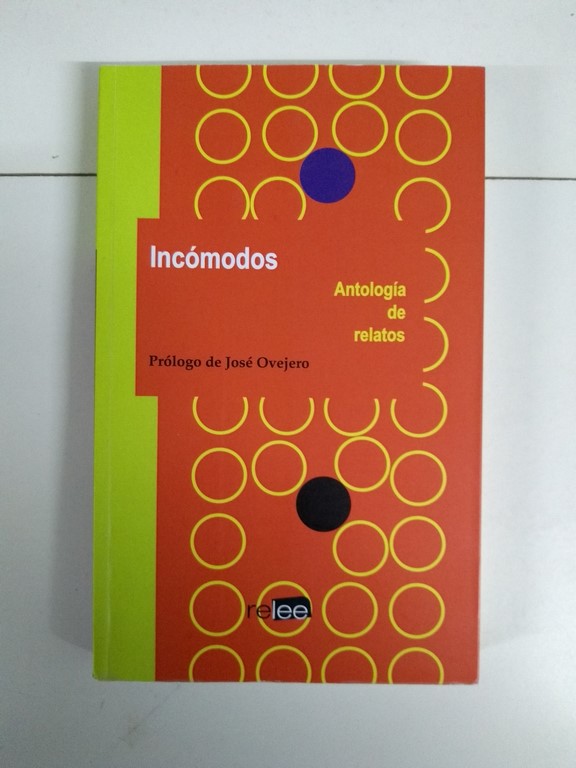 Incómodos
Antología
de
relatos
Prólogo de José Ovejero
relee